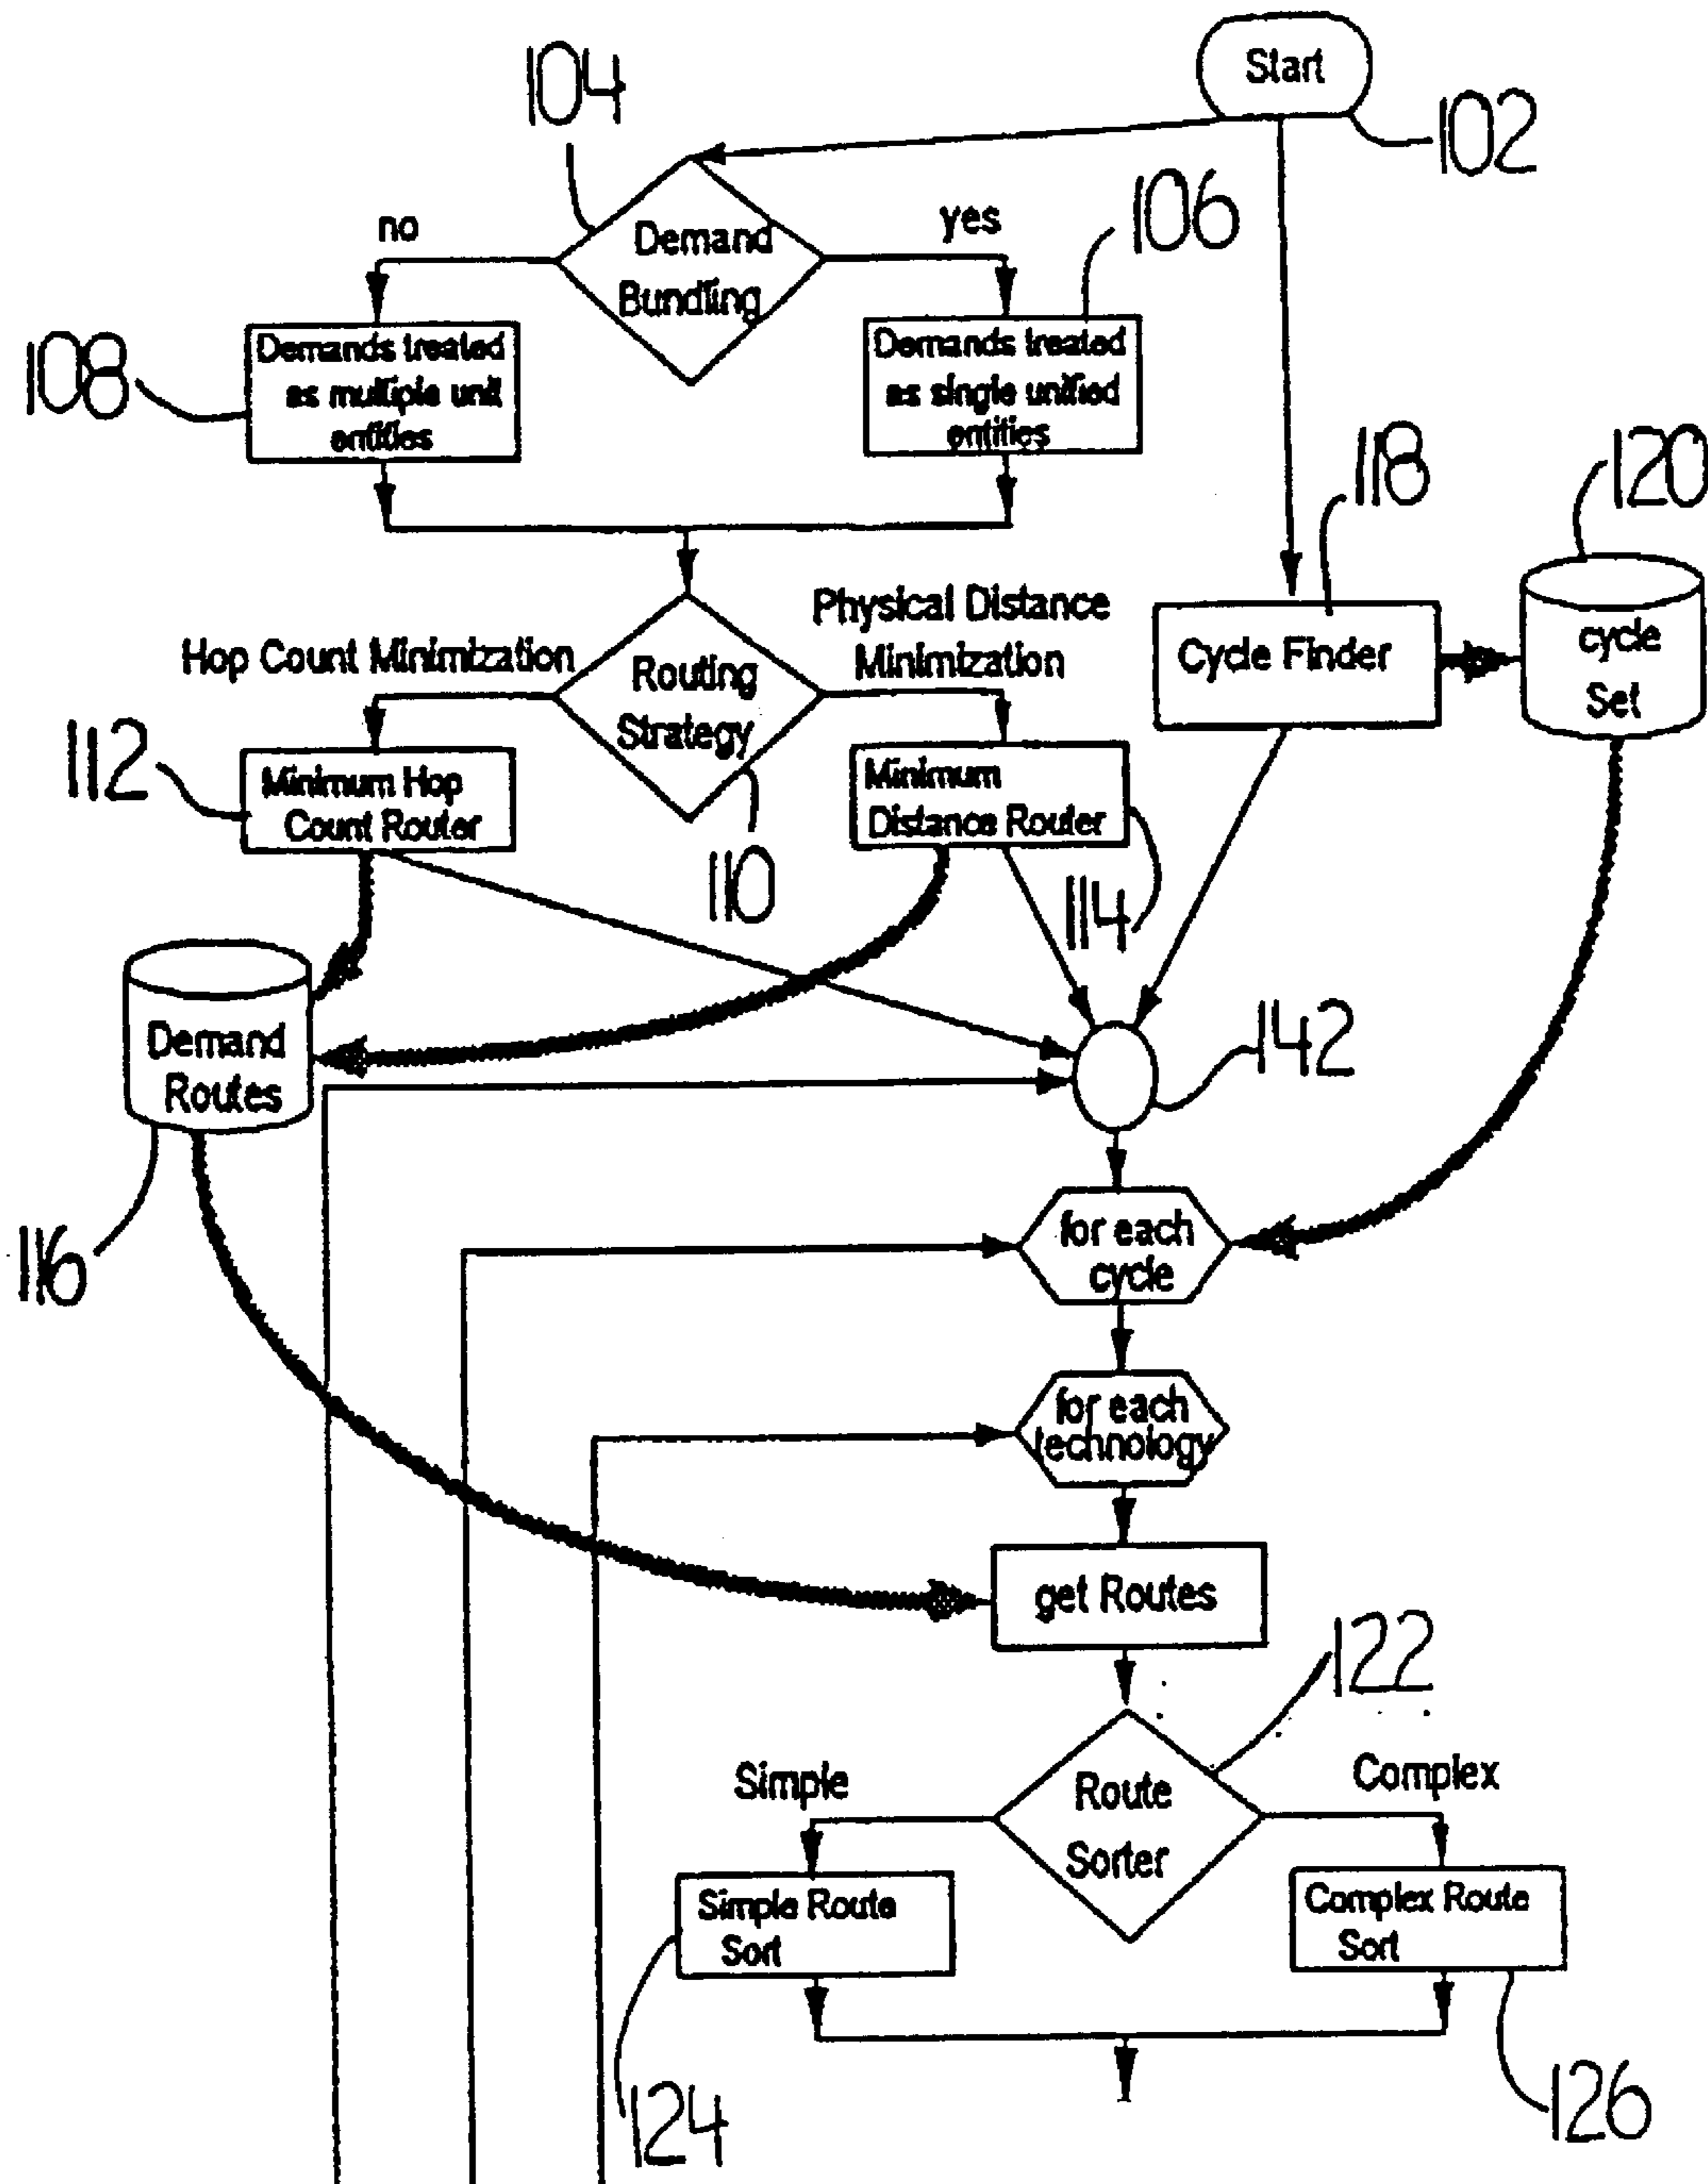 Start
104
102
106
no
yes
Demand
Bundling
108
Demands treated
as multiple unit
entities
Demands treated
as single unified
entities
118
120
Physical Distance
Minimization
Hop Count Minimization
Routing
Strategy
Cycle Finder
cycle
Set
112
Minimum Hop
Count Router
Minimum
Distance Router
110
114
142
Demand
Routes
116
for each
cycle
for each
technology
get Routes
122
Simple
Complex
Route
Sorter
Simple Route
Sort
Complex Route
Sort
124
126